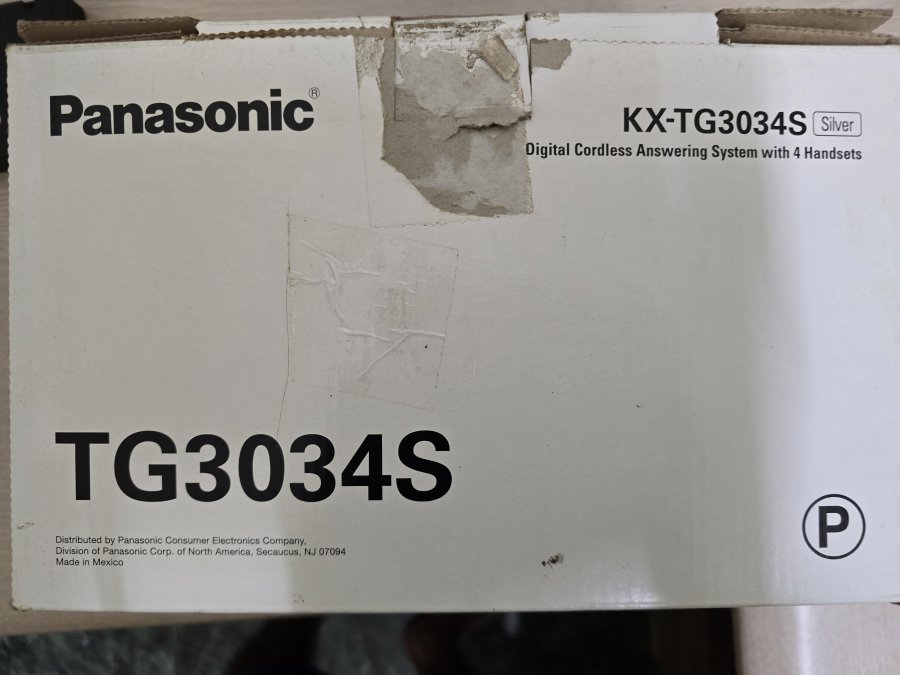 Panasonic®
KX-TG3034S Silver
Digital Cordless Answering System with 4 Handsets
TG3034S
Distributed by Panasonic Consumer Electronics Company,
Division of Panasonic Corp. of North America, Secaucus, NJ 07094
Made in Mexico
P